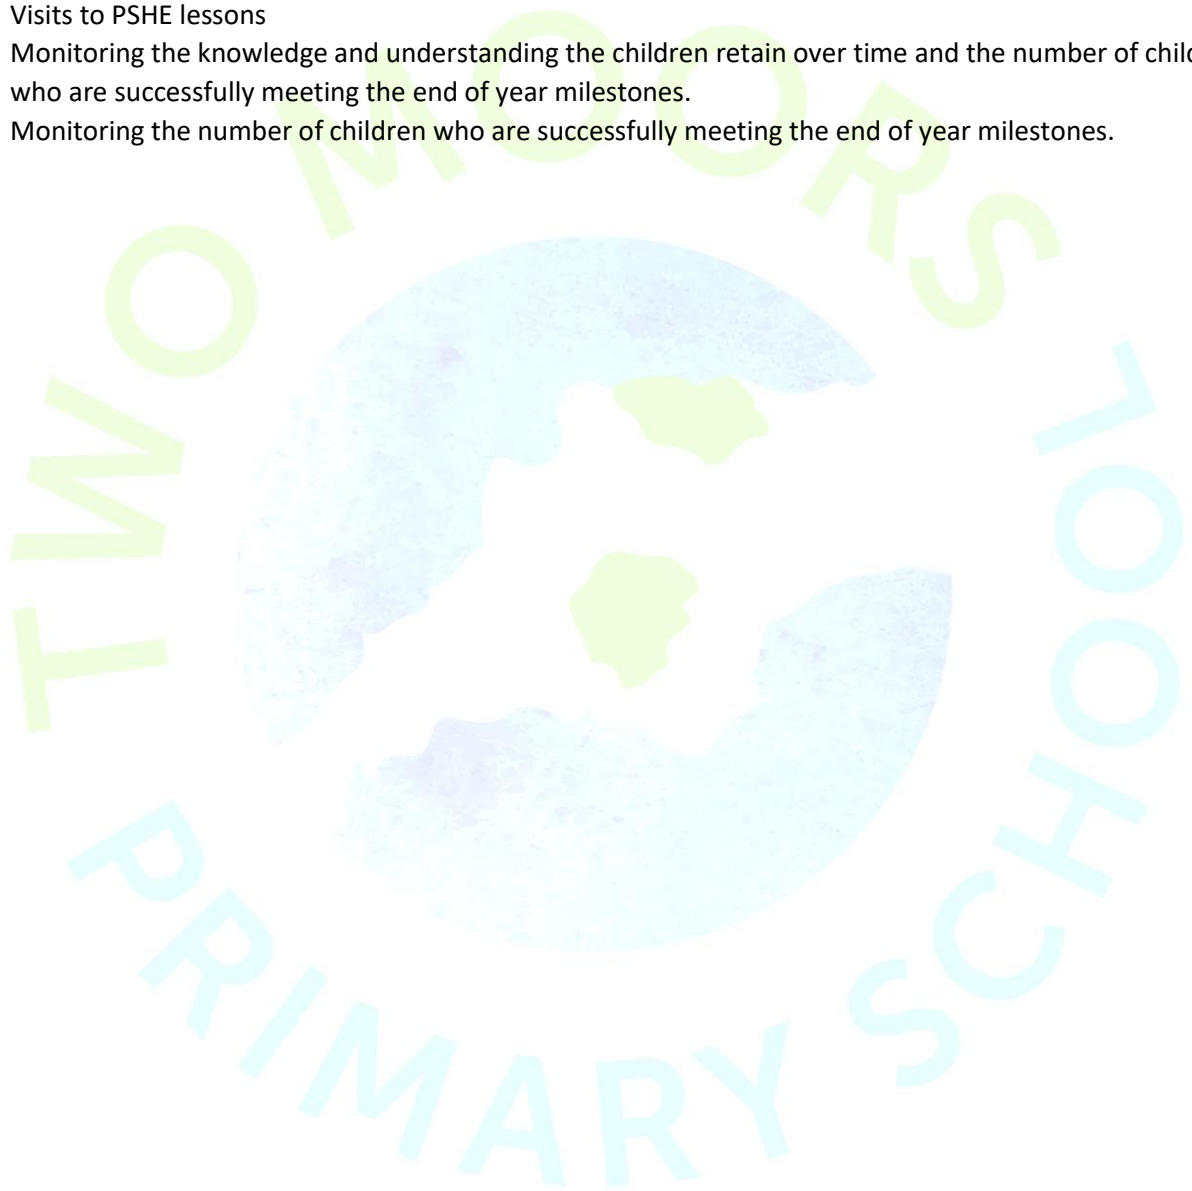 Visits to PSHE lessons
Monitoring the knowledge and understanding the children retain over time and the number of
who are successfully meeting the end of year milestones.
Monitoring the number of children who are successfully meeting the end of year milestones.
TWO MOORS
PRIMARY SCHOOL